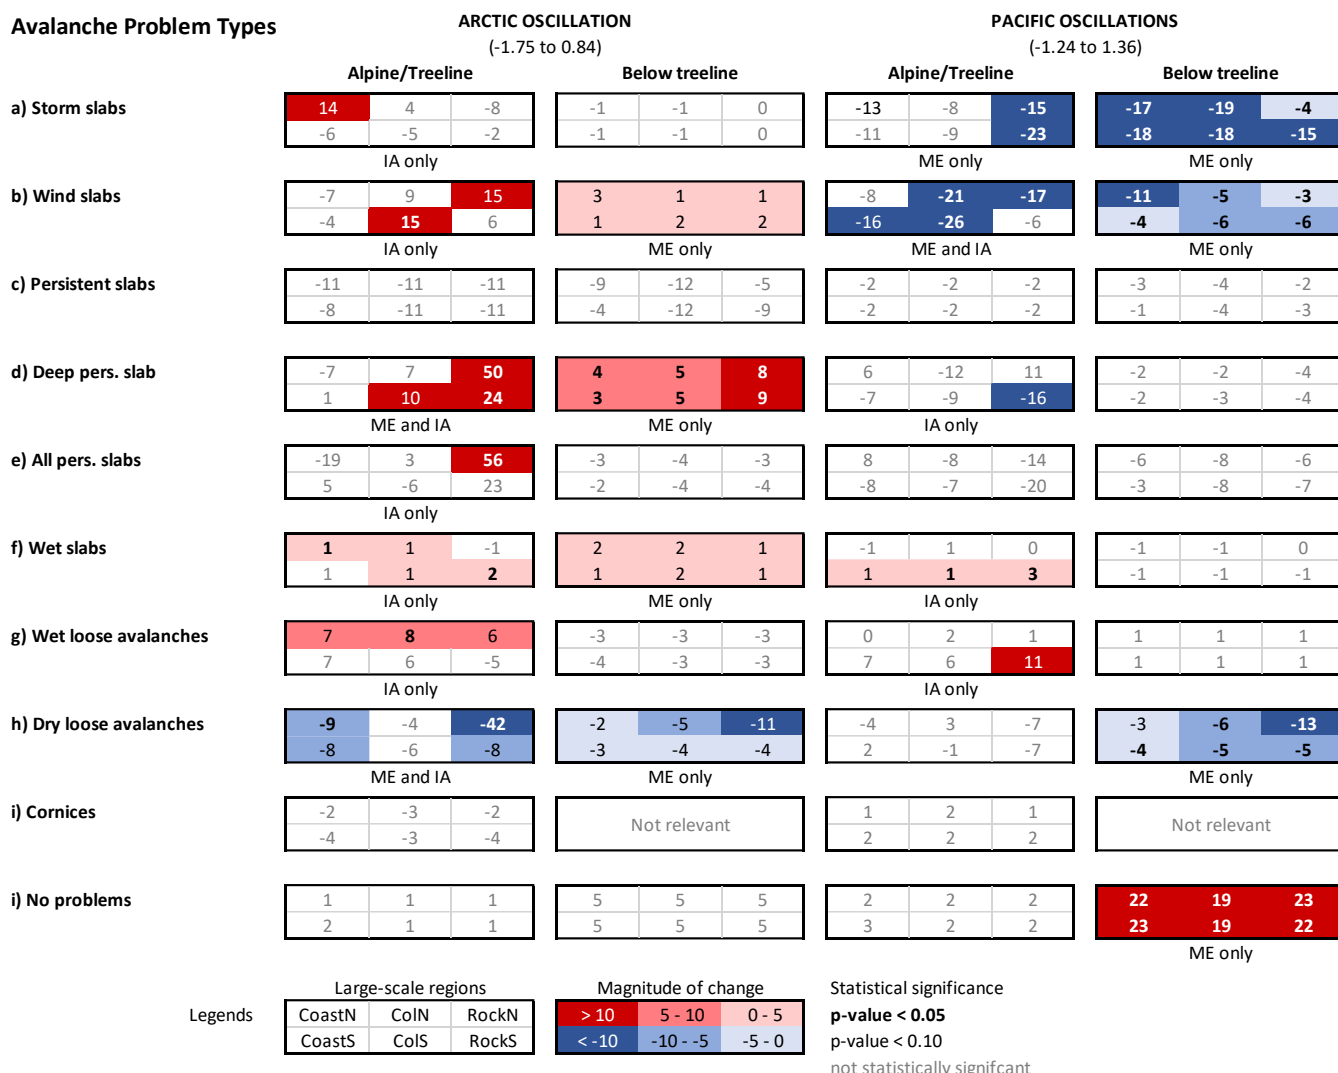 Avalanche Problem Types
ARCTIC OSCILLATION PACIFIC OSCILLATIONS
(-1.75 to 0.84) (-1.24 to 1.36)
Alpine/Treeline Below treeline Alpine/Treeline Below treeline
a) Storm slabs 14 4 -8 -1 -1 0 -13 -8 -15 -17 -19 -4
-6 -5 -2 -1 -1 0 -11 -9 -23 -18 -18 -15
IA only ME only ME only
b) Wind slabs -7 9 15 3 1 1 -8 -21 -17 -11 -5 -3
-4 15 6 1 2 2 -16 -26 -6 -4 -6 -6
IA only ME only ME and IA ME only
c) Persistent slabs -11 -11 -11 -9 -12 -5 -2 -2 -2 -3 -4 -2
-8 -11 -11 -4 -12 -9 -2 -2 -2 -1 -4 -3
d) Deep pers. slab -7 7 50 4 5 8 6 -12 11 -2 -2 -4
1 10 24 3 5 9 -7 -9 -16 -2 -3 -4
ME and IA ME only IA only
e) All pers. slabs -19 3 56 -3 -4 -3 8 -8 -14 -6 -8 -6
5 -6 23 -2 -4 -4 -8 -7 -20 -3 -8 -7
IA only
f) Wet slabs 1 1 -1 2 2 1 -1 1 0 -1 -1 0
1 1 2 1 2 1 1 1 3 -1 -1 -1
IA only ME only IA only
g) Wet loose avalanches 7 8 6 -3 -3 -3 0 2 1 1 1 1
7 6 -5 -4 -3 -3 7 6 11 1 1 1
IA only IA only
h) Dry loose avalanches -9 -4 -42 -2 -5 -11 -4 3 -7 -3 -6 -13
-8 -6 -8 -3 -4 -4 2 -1 -7 -4 -5 -5
ME and IA ME only ME only
i) Cornices -2 -3 -2 Not relevant 1 2 1 Not relevant
-4 -3 -4 2 2 2
i) No problems 1 1 1 5 5 5 2 2 2 22 19 23
2 1 1 5 5 5 3 2 2 23 19 22
ME only
Large-scale regions Magnitude of change Statistical significance
Legends CoastN ColN RockN > 10 5 - 10 0 - 5 p-value < 0.05
CoastS ColS RockS < -10 -10 - -5 -5 - 0 p-value < 0.10
not statistically signifcant